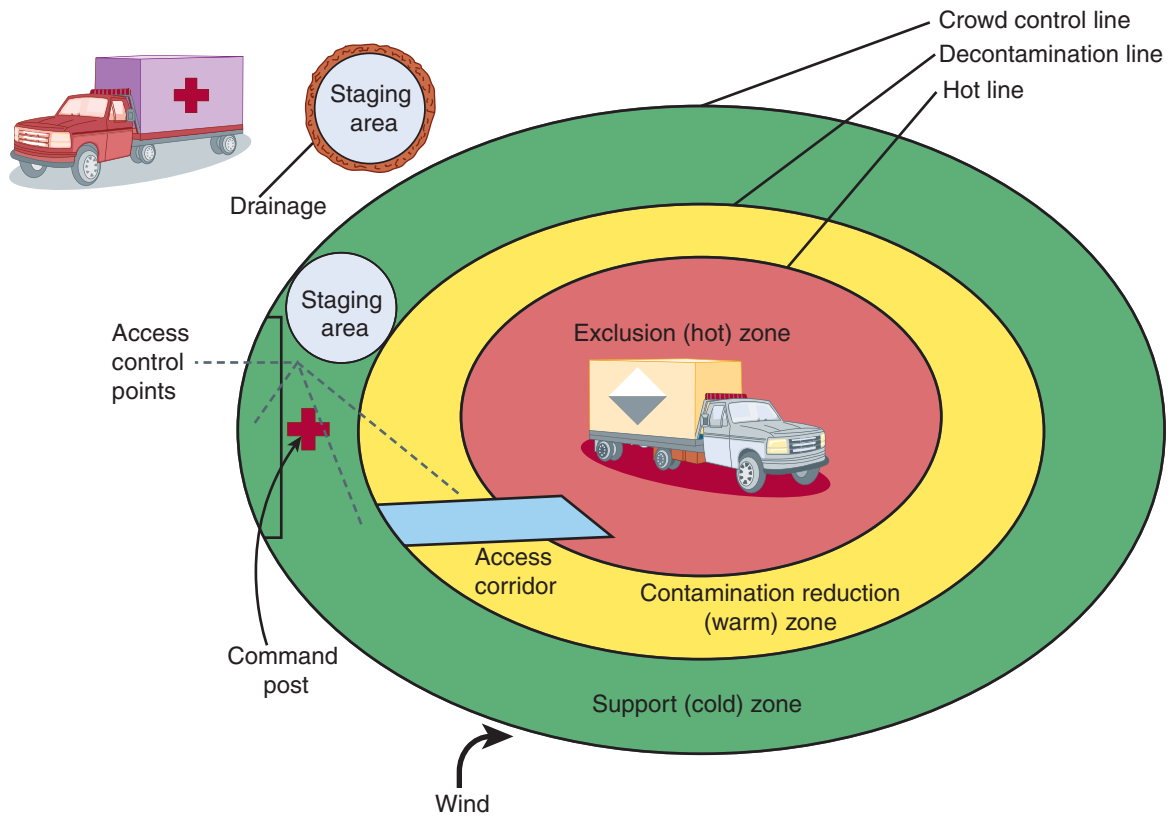 Crowd control line
Decontamination line
Hot line
Staging
area
Drainage
Staging
area
Access
control
points
Exclusion (hot) zone
Access
corridor
Contamination reduction
(warm) zone
Command
post
Support (cold) zone
Wind